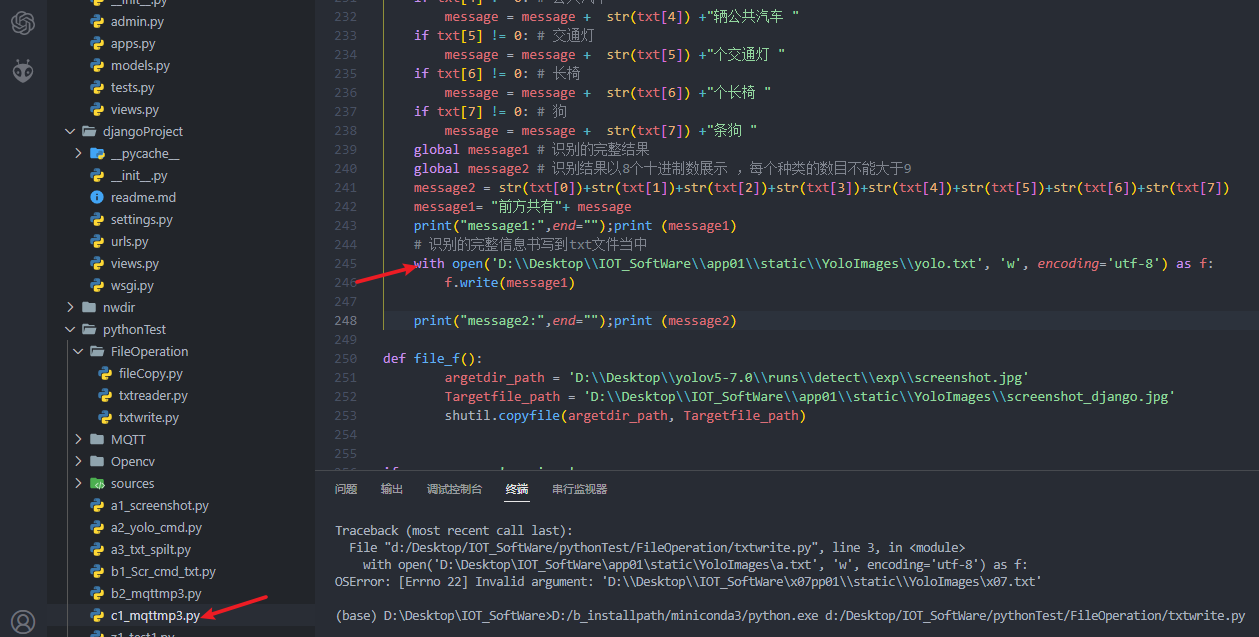 __init__.py
admin.py
apps.py
models.py
tests.py
views.py
djangoProject
__pycache__
__init__.py
readme.md
settings.py
urls.py
views.py
wsgi.py
nwdir
pythonTest
FileOperation
fileCopy.py
txtreader.py
txtwrite.py
MQTT
Opencv
sources
a1_screenshot.py
a2_yolo_cmd.py
a3_txt_spilt.py
b1_Scr_cmd_txt.py
b2_mqttmp3.py
c1_mqttmp3.py
z1_test1.py
232 message = message + str(txt[4]) +"辆公共汽车 "
233 if txt[5] != 0: # 交通灯
234 message = message + str(txt[5]) +"个交通灯 "
235 if txt[6] != 0: # 长椅
236 message = message + str(txt[6]) +"个长椅 "
237 if txt[7] != 0: # 狗
238 message = message + str(txt[7]) +"条狗 "
239 global message1 # 识别的完整结果
240 global message2 # 识别结果以8个十进制数展示 ，每个种类的数目不能大于9
241 message2 = str(txt[0])+str(txt[1])+str(txt[2])+str(txt[3])+str(txt[4])+str(txt[5])+str(txt[6])+str(txt[7])
242 message1= "前方共有"+ message
243 print("message1:",end="");print (message1)
244 # 识别的完整信息书写到txt文件当中
245 with open('D:\\Desktop\\IOT_SoftWare\\app01\\static\\YoloImages\\yolo.txt', 'w', encoding='utf-8') as f:
246 f.write(message1)
247
248 print("message2:",end="");print (message2)
249
250 def file_f():
251 argetdir_path = 'D:\\Desktop\\yolov5-7.0\\runs\\detect\\exp\\screenshot.jpg'
252 Targetfile_path = 'D:\\Desktop\\IOT_SoftWare\\app01\\static\\YoloImages\\screenshot_django.jpg'
253 shutil.copyfile(argetdir_path, Targetfile_path)
254
255
问题 输出 调试控制台 终端 串行监视器
Traceback (most recent call last):
File "d:/Desktop/IOT_SoftWare/pythonTest/FileOperation/txtwrite.py", line 3, in <module>
with open('D:\Desktop\IOT_SoftWare\app01\static\YoloImages\a.txt', 'w', encoding='utf-8') as f:
OSError: [Errno 22] Invalid argument: 'D:\\Desktop\\IOT_SoftWare\x07pp01\\static\\YoloImages\x07.txt'
(base) D:\Desktop\IOT_SoftWare>D:/b_installpath/miniconda3/python.exe d:/Desktop/IOT_SoftWare/pythonTest/FileOperation/txtwrite.py